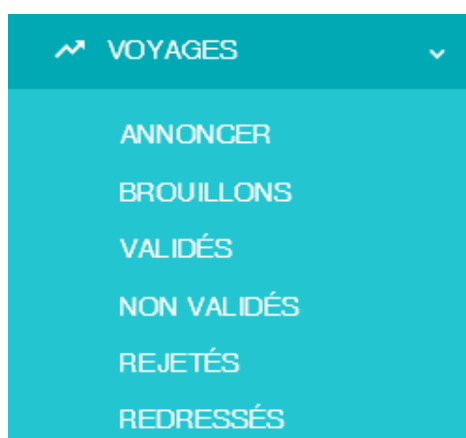 VOYAGES
ANNONCER
BROUILLONS
VALIDÉS
NON VALIDÉS
REJETÉS
REDRESSÉS